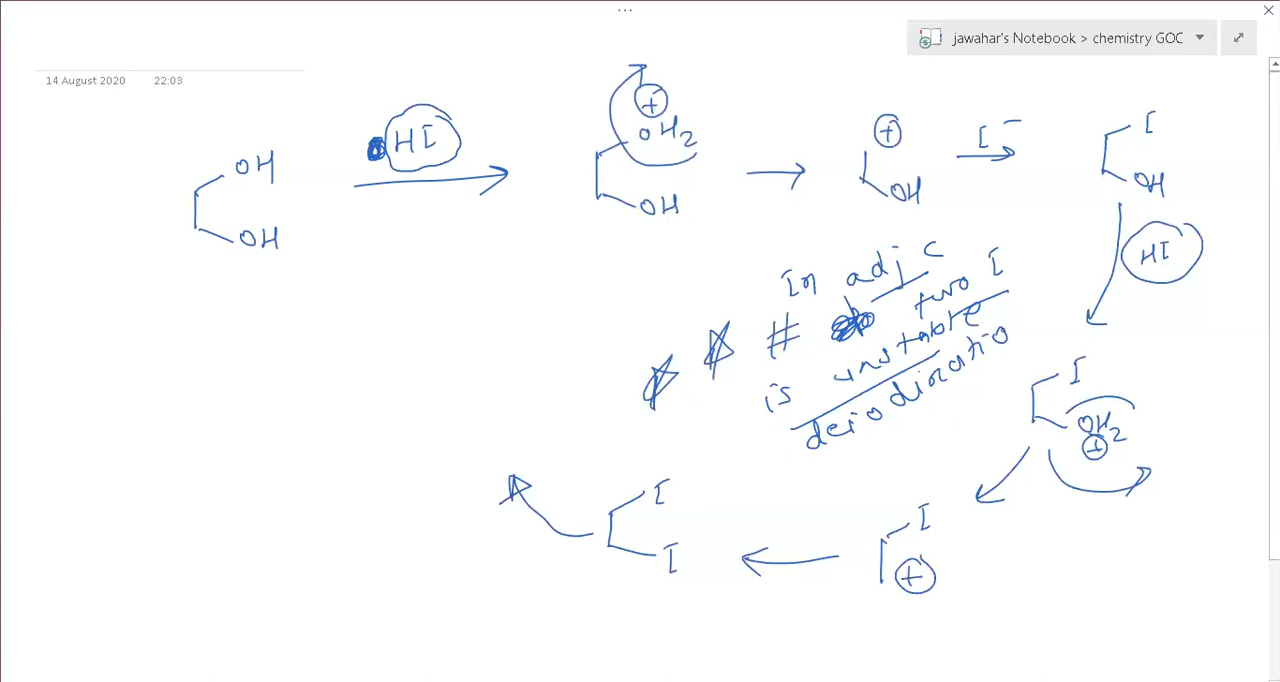 jawahar's Notebook > chemistry GOC
14 August 2020 22:03
OH
OH
HI
+
OH2
OH
+
OH
I-
I
OH
HI
In adj C
# two I
is unstable
I
OH2
+
I
+
I
I